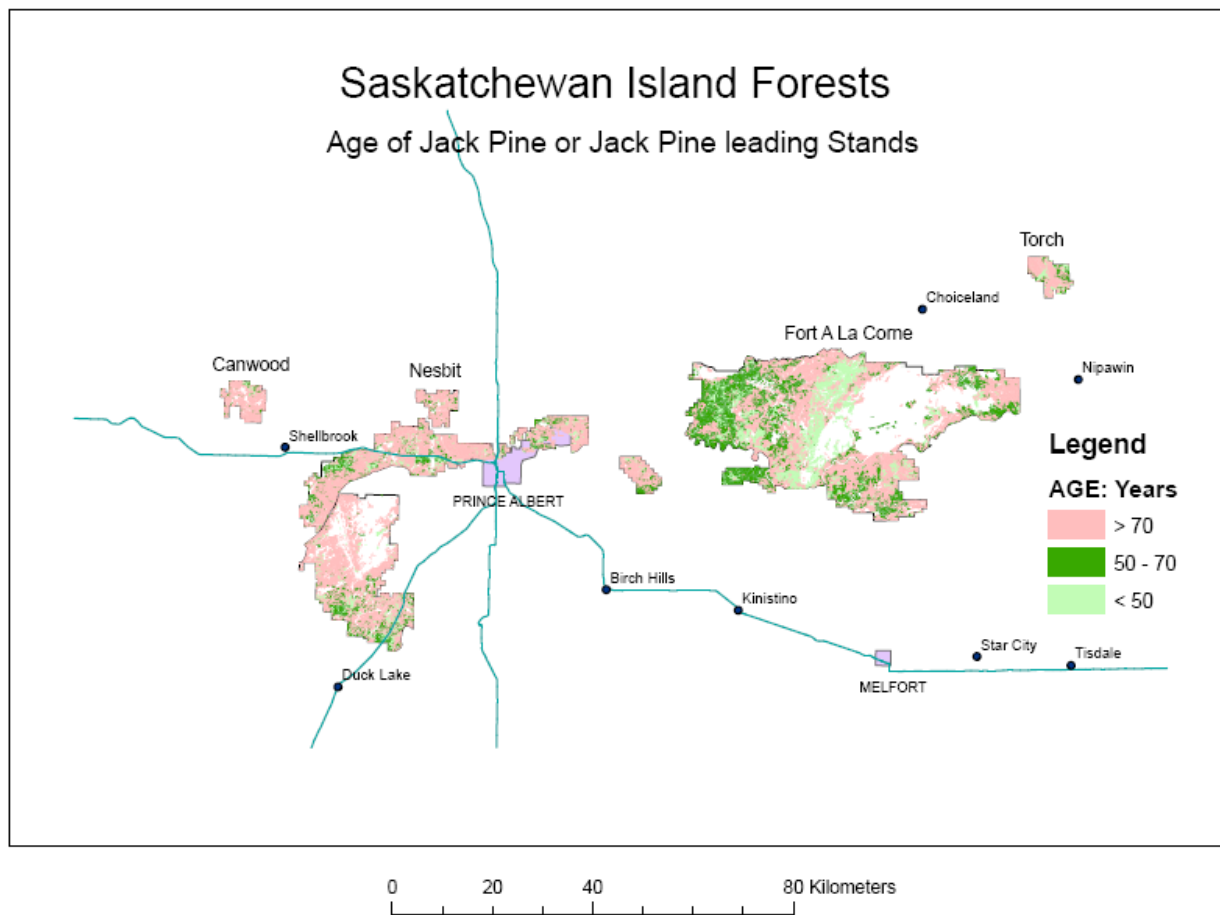 Saskatchewan Island Forests
Age of Jack Pine or Jack Pine leading Stands
Torch
Choiceland
Fort A La Corne
Canwood
Nesbit
Nipawin
Shellbrook
PRINCE ALBERT
Legend
AGE: Years
> 70
50 - 70
< 50
Birch Hills
Kinistino
Star City
Tisdale
Duck Lake
MELFORT
0 20 40 80 Kilometers